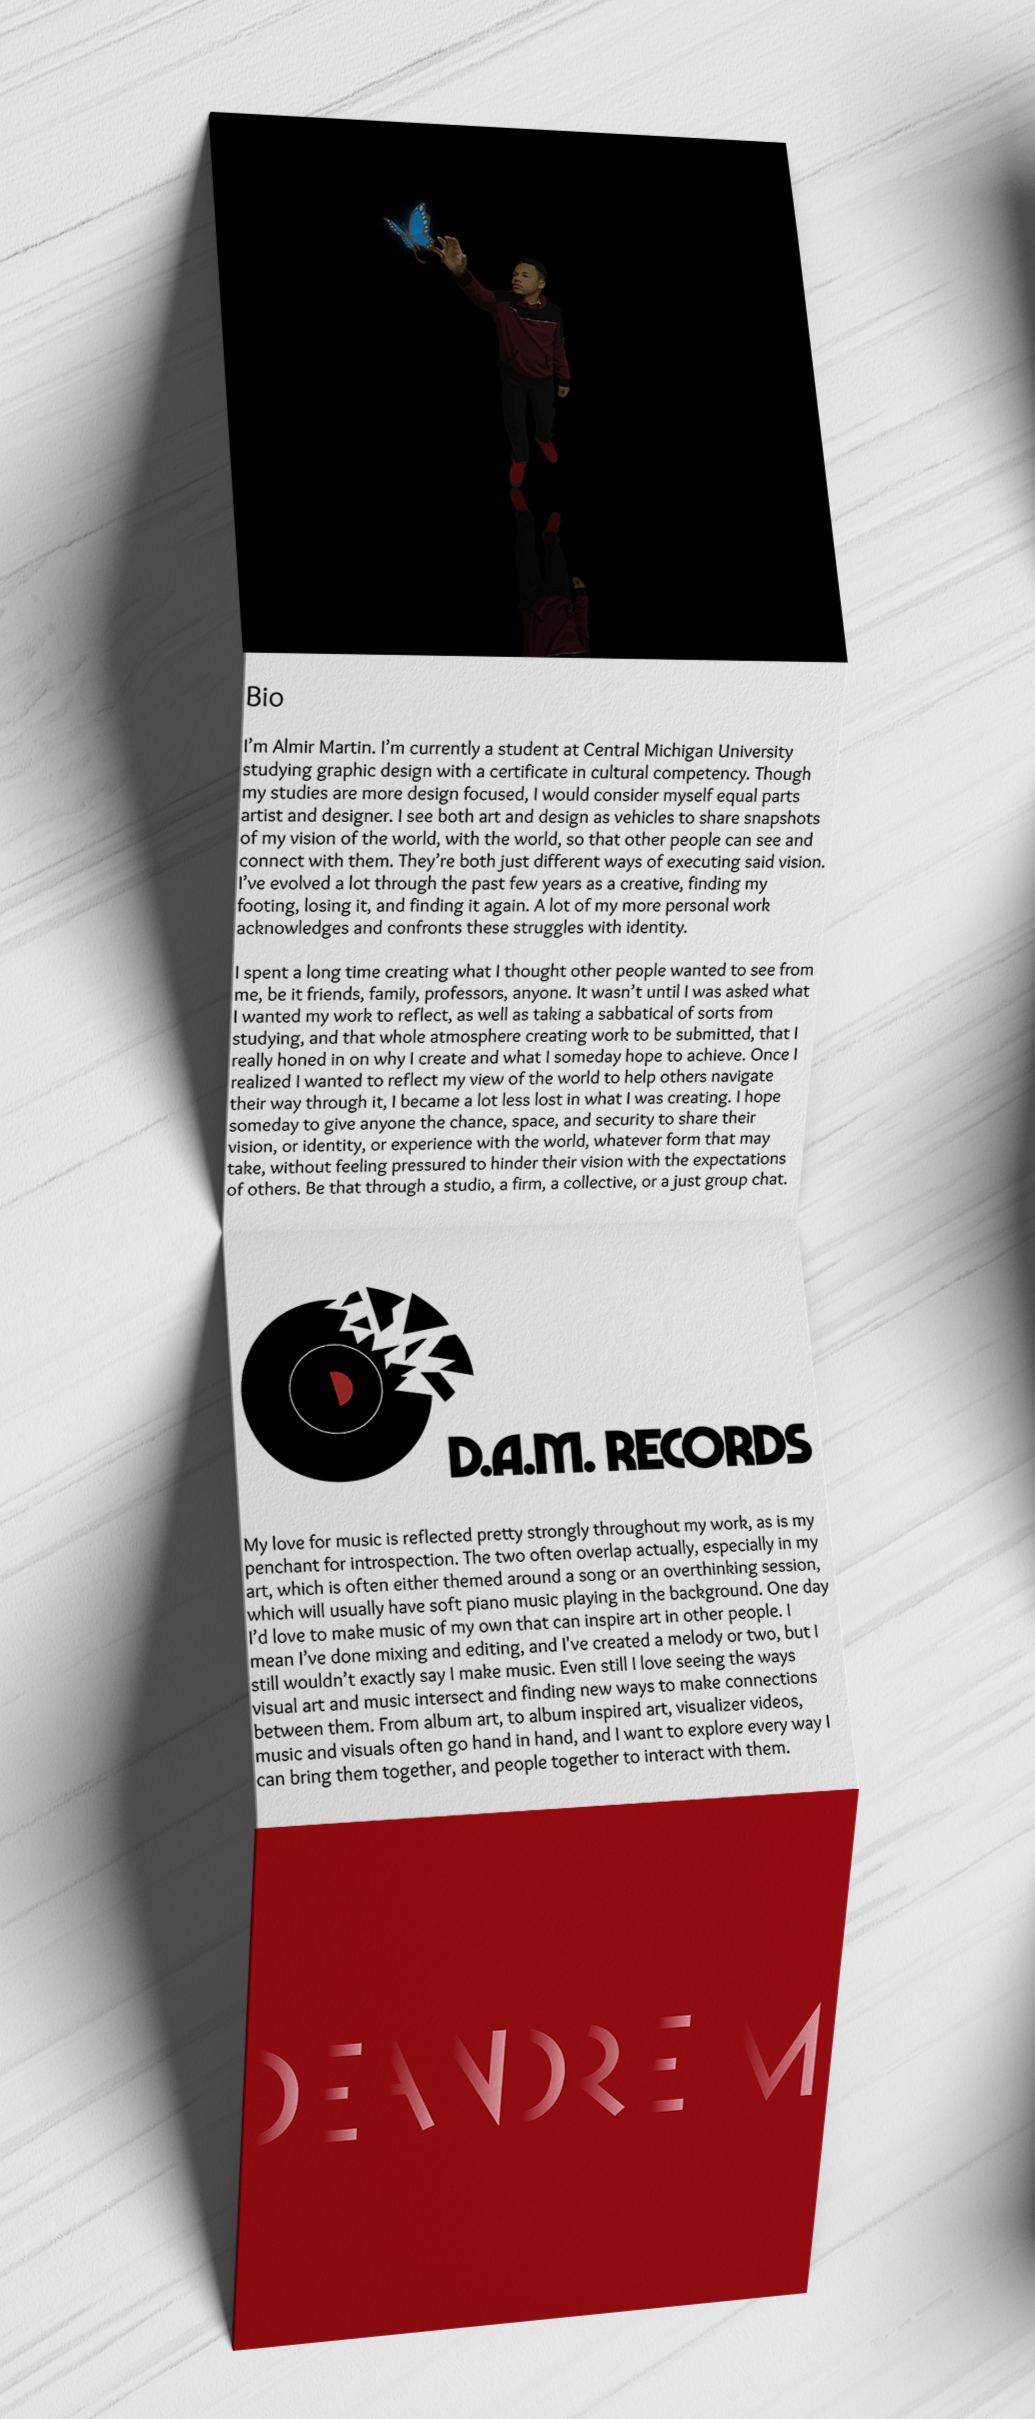 Bio
I’m Almir Martin. I’m currently a student at Central Michigan University
studying graphic design with a certificate in cultural competency. Though
my studies are more design focused, I would consider myself equal parts
artist and designer. I see both art and design as vehicles to share snapshots
of my vision of the world, with the world, so that other people can see and
connect with them. They’re both just different ways of executing said vision.
I’ve evolved a lot through the past few years as a creative, finding my
footing, losing it, and finding it again. A lot of my more personal work
acknowledges and confronts these struggles with identity.
I spent a long time creating what I thought other people wanted to see from
me, be it friends, family, professors, anyone. It wasn’t until I was asked what
I wanted my work to reflect, as well as taking a sabbatical of sorts from
studying, and that whole atmosphere creating work to be submitted, that I
really honed in on why I create and what I someday hope to achieve. Once I
realized I wanted to reflect my view of the world to help others navigate
their way through it, I became a lot less lost in what I was creating. I hope
someday to give anyone the chance, space, and security to share their
vision, or identity, or experience with the world, whatever form that may
take, without feeling pressured to hinder their vision with the expectations
of others. Be that through a studio, a firm, a collective, or a just group chat.
D
D.A.M. RECORDS
My love for music is reflected pretty strongly throughout my work, as is my
penchant for introspection. The two often overlap actually, especially in my
art, which is often either themed around a song or an overthinking session,
which will usually have soft piano music playing in the background. One day
I’d love to make music of my own that can inspire art in other people. I
mean I’ve done mixing and editing, and I've created a melody or two, but I
still wouldn’t exactly say I make music. Even still I love seeing the ways
visual art and music intersect and finding new ways to make connections
between them. From album art, to album inspired art, visualizer videos,
music and visuals often go hand in hand, and I want to explore every way I
can bring them together, and people together to interact with them.
DEANDRE M